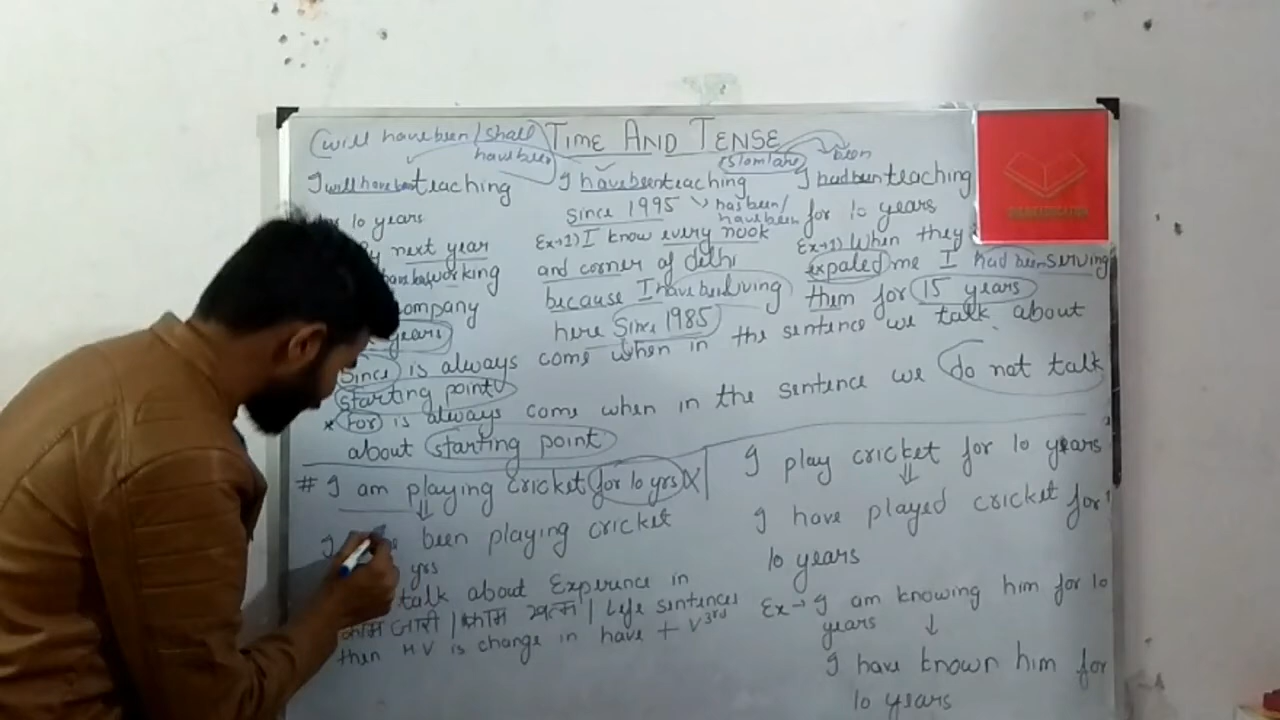 (will have been / shall have been) TIME AND TENSE
(slomlake) been
I will have been teaching
10 years
next year
working
company
years
I have been teaching
Since 1995 → has been/ have been
Ex→1) I know every nook
and corner of delhi
because I have been living
here Since 1985
I had been teaching
for 10 years
Ex→1) When they
expaled me I had been serving
them for 15 years
Since is always come when in the sentence we talk about
starting point
* For is always come when in the sentence we do not talk
about starting point
# I am playing cricket for 10 yrs X
I been playing cricket
yrs
talk about Experience in
काम जारी / काम खत्म / Life sentences
then H.V is change in have + V3rd
I play cricket for 10 years
I have played cricket for
10 years
Ex→ I am knowing him for 10
years
I have known him for
10 years